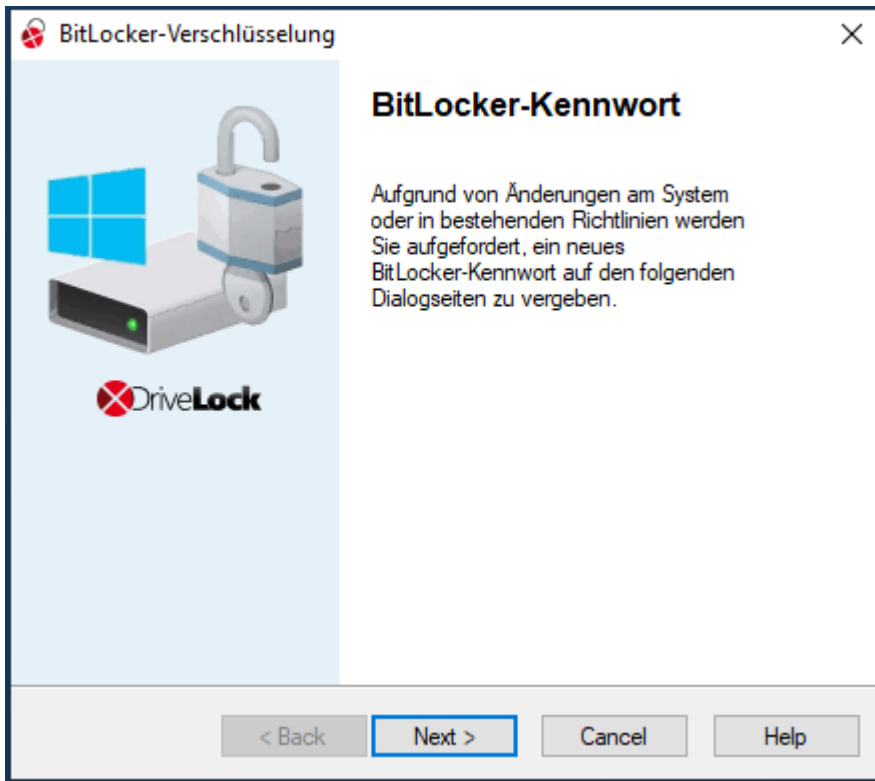 BitLocker-Verschlüsselung
BitLocker-Kennwort
Aufgrund von Änderungen am System
oder in bestehenden Richtlinien werden
Sie aufgefordert, ein neues
BitLocker-Kennwort auf den folgenden
Dialogseiten zu vergeben.
DriveLock
< Back
Next >
Cancel
Help